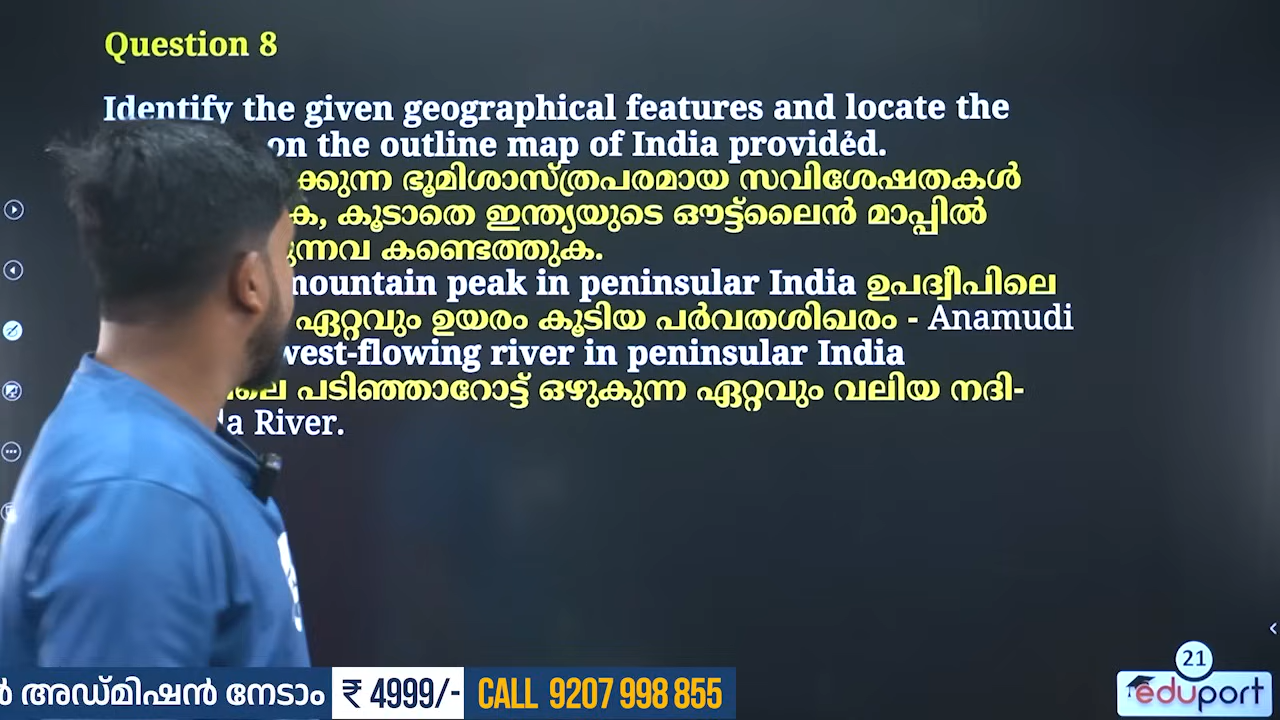 Question 8
Identify the given geographical features and locate the
on the outline map of India provided.
ക്കുന്ന ഭൂമിശാസ്ത്രപരമായ സവിശേഷതകൾ
ക, കൂടാതെ ഇന്ത്യയുടെ ഔട്ട്ലൈൻ മാപ്പിൽ
ുന്നവ കണ്ടെത്തുക.
mountain peak in peninsular India ഉപദ്വീപിലെ
ഏറ്റവും ഉയരം കൂടിയ പർവതശിഖരം - Anamudi
west-flowing river in peninsular India
ലെ പടിഞ്ഞാറോട്ട് ഒഴുകുന്ന ഏറ്റവും വലിയ നദി-
a River.
21
eduport
ൽ അഡ്മിഷൻ നേടാം ₹ 4999/- CALL 9207 998 855